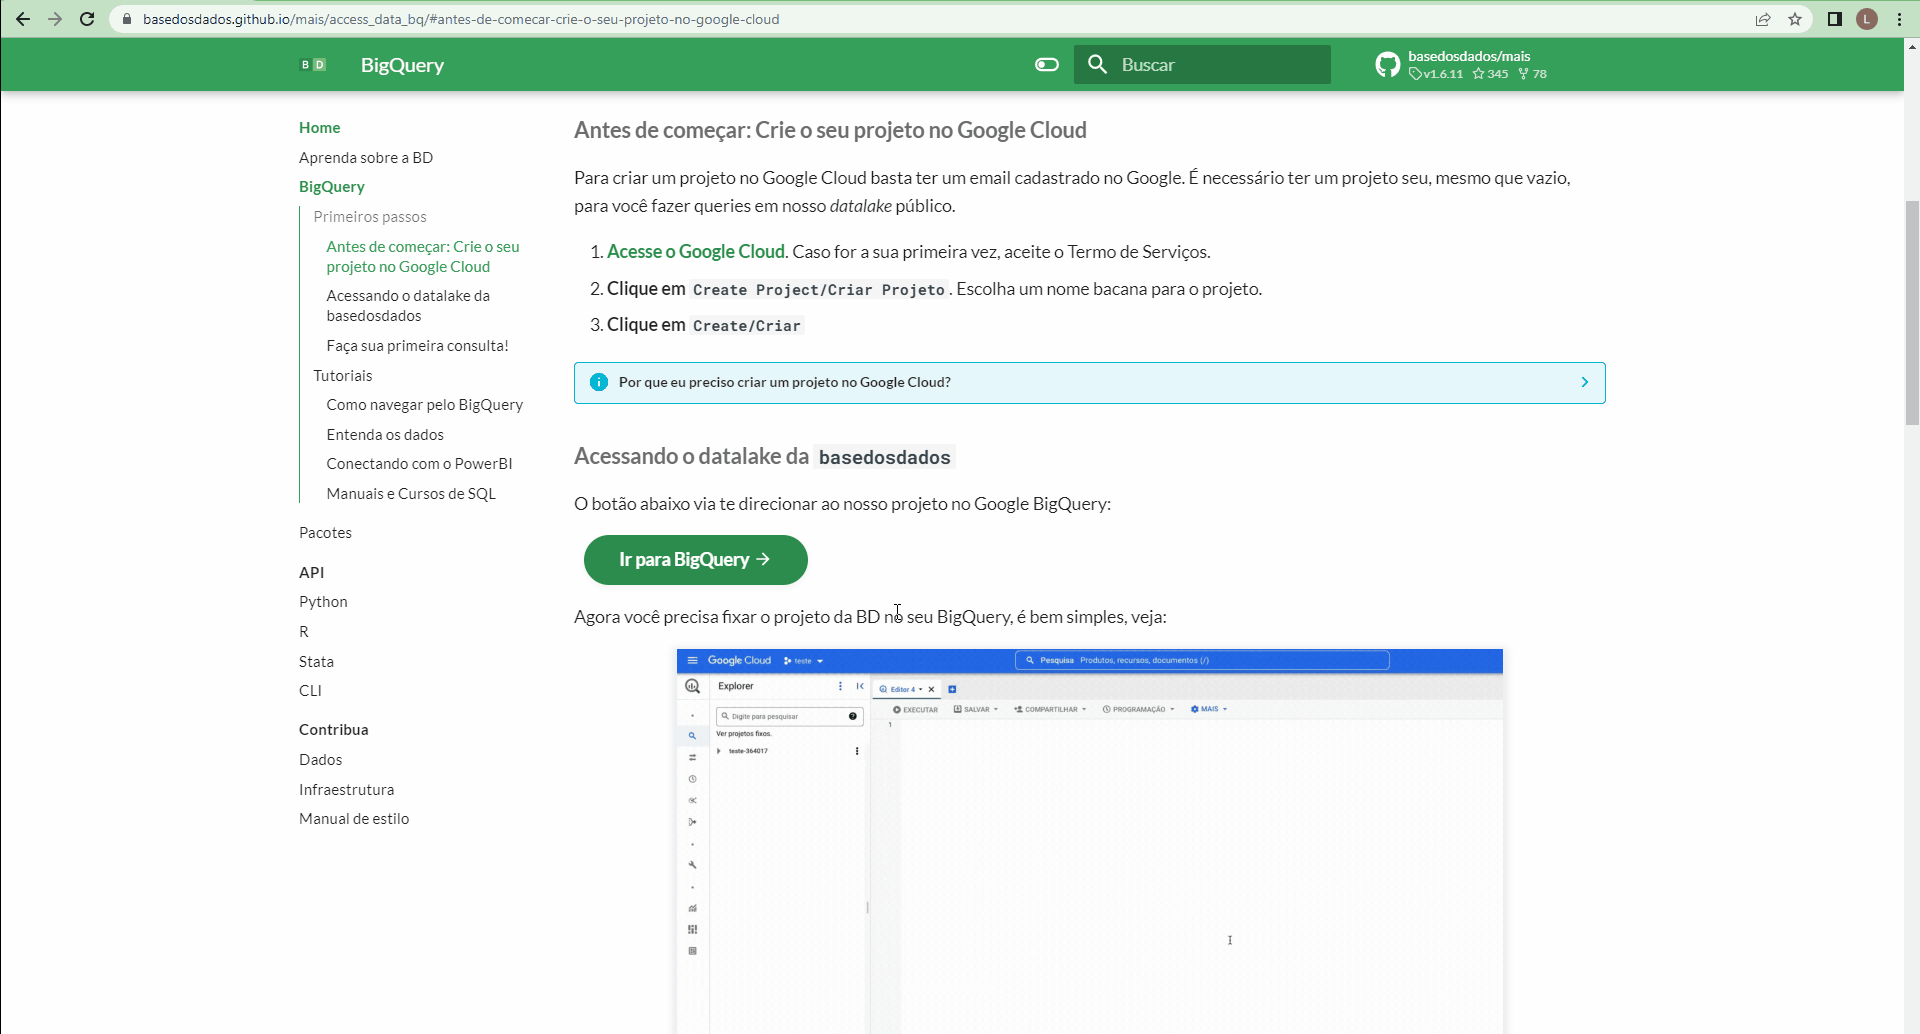 basedosdados.github.io/mais/access_data_bq/#antes-de-comecar-crie-o-seu-projeto-no-google-cloud
L
B D
BigQuery
Buscar
basedosdados/mais
v1.6.11 345 78
Home
Aprenda sobre a BD
BigQuery
Primeiros passos
Antes de começar: Crie o seu
projeto no Google Cloud
Acessando o datalake da
basedosdados
Faça sua primeira consulta!
Tutoriais
Como navegar pelo BigQuery
Entenda os dados
Conectando com o PowerBI
Manuais e Cursos de SQL
Pacotes
API
Python
R
Stata
CLI
Contribua
Dados
Infraestrutura
Manual de estilo
Antes de começar: Crie o seu projeto no Google Cloud
Para criar um projeto no Google Cloud basta ter um email cadastrado no Google. É necessário ter um projeto seu, mesmo que vazio,
para você fazer queries em nosso datalake público.
1. Acesse o Google Cloud. Caso for a sua primeira vez, aceite o Termo de Serviços.
2. Clique em Create Project/Criar Projeto. Escolha um nome bacana para o projeto.
3. Clique em Create/Criar
Por que eu preciso criar um projeto no Google Cloud?
Acessando o datalake da basedosdados
O botão abaixo via te direcionar ao nosso projeto no Google BigQuery:
Ir para BigQuery →
Agora você precisa fixar o projeto da BD no seu BigQuery, é bem simples, veja:
Google Cloud teste
Pesquisa Produtos, recursos, documentos (/)
Explorer
Digite para pesquisar
Ver projetos fixos.
teste-364017
Editor 4
EXECUTAR SALVAR COMPARTILHAR PROGRAMAÇÃO MAIS
1